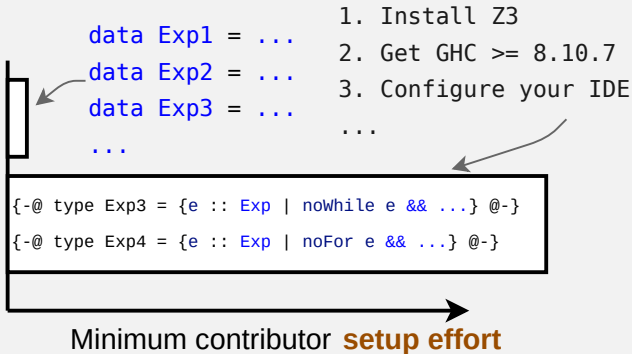 data Exp1 = ...
data Exp2 = ...
data Exp3 = ...
...
1. Install Z3
2. Get GHC >= 8.10.7
3. Configure your IDE
...
{-@ type Exp3 = {e :: Exp | noWhile e && ...} @-}
{-@ type Exp4 = {e :: Exp | noFor e && ...} @-}
Minimum contributor setup effort